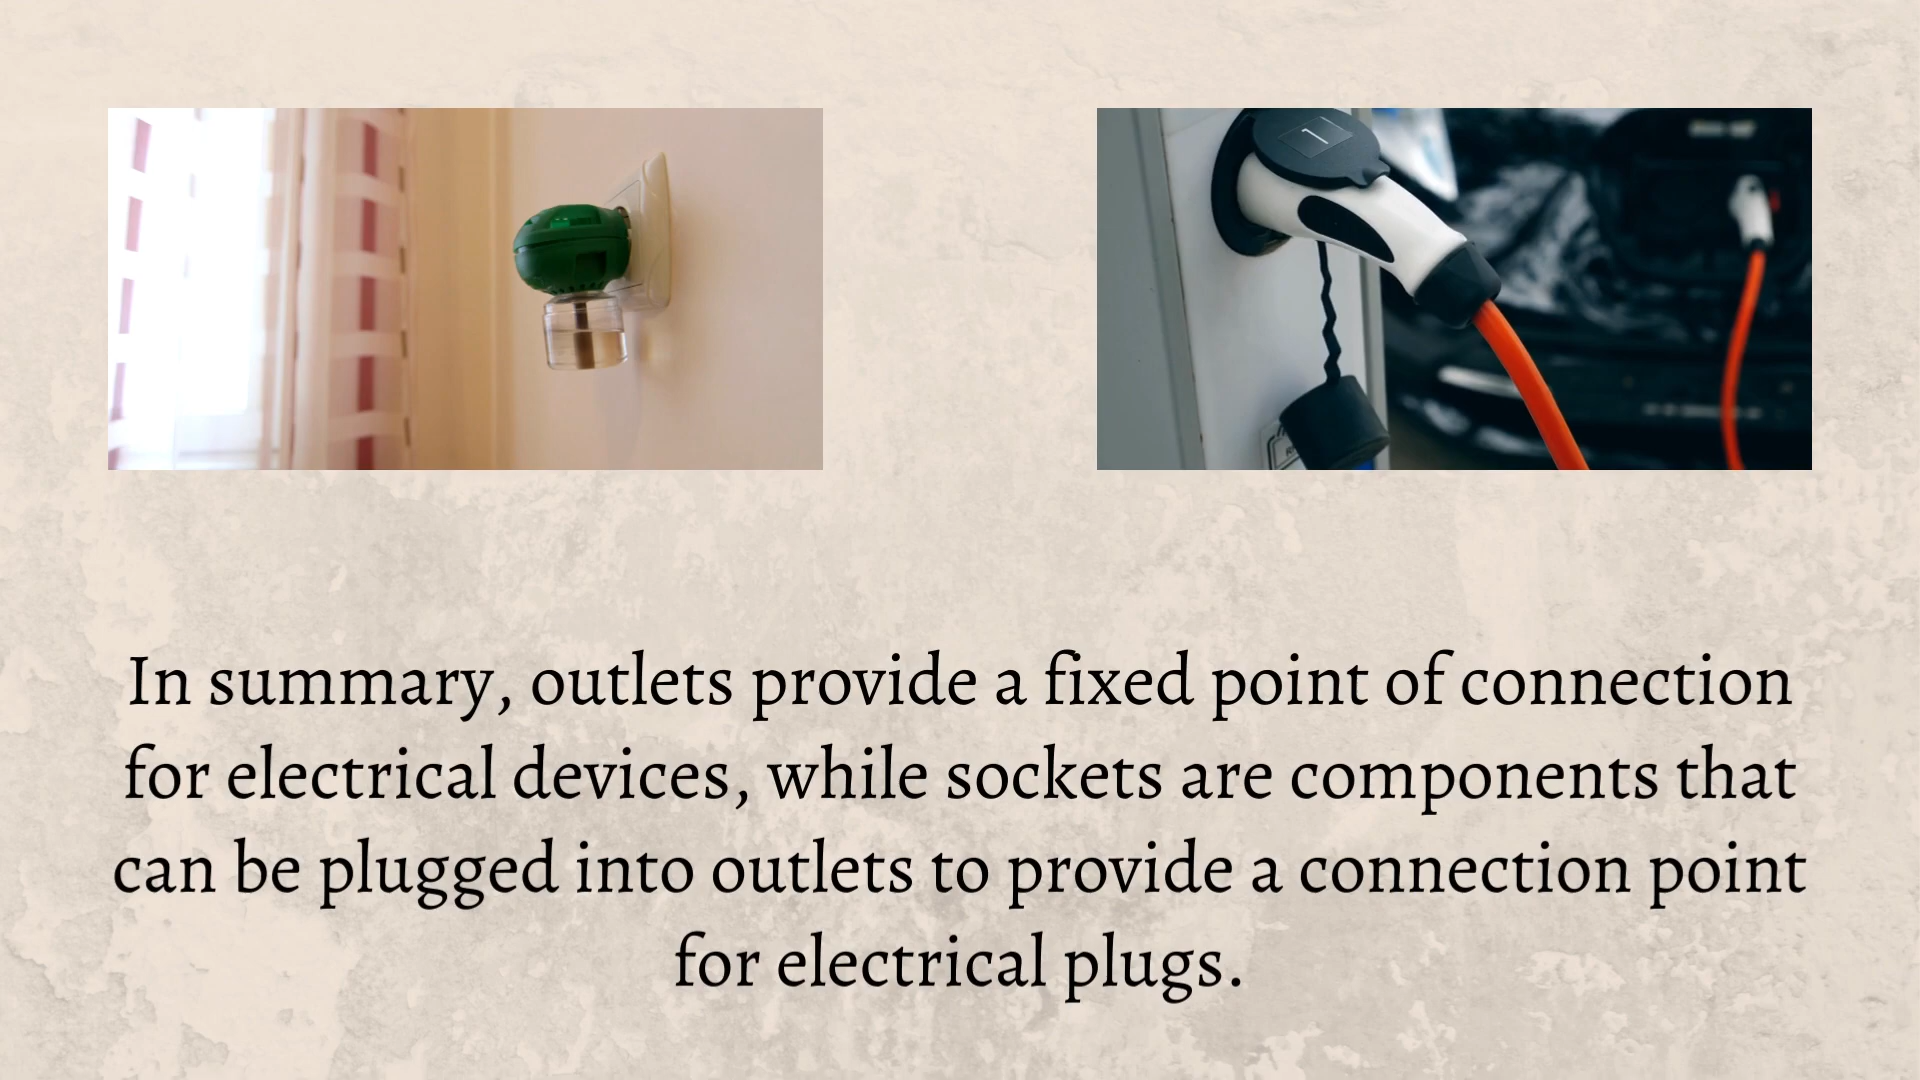 1
In summary, outlets provide a fixed point of connection
for electrical devices, while sockets are components that
can be plugged into outlets to provide a connection point
for electrical plugs.